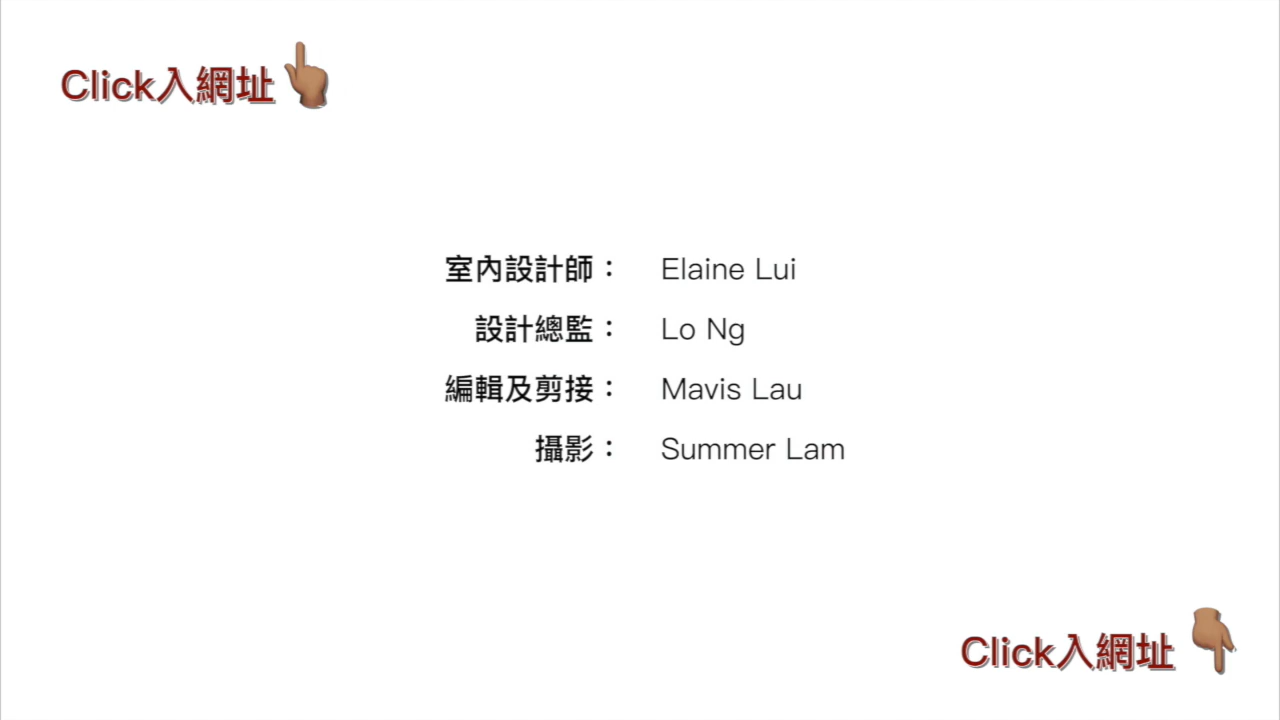 Click入網址
室內設計師： Elaine Lui
設計總監： Lo Ng
編輯及剪接： Mavis Lau
攝影： Summer Lam
Click入網址